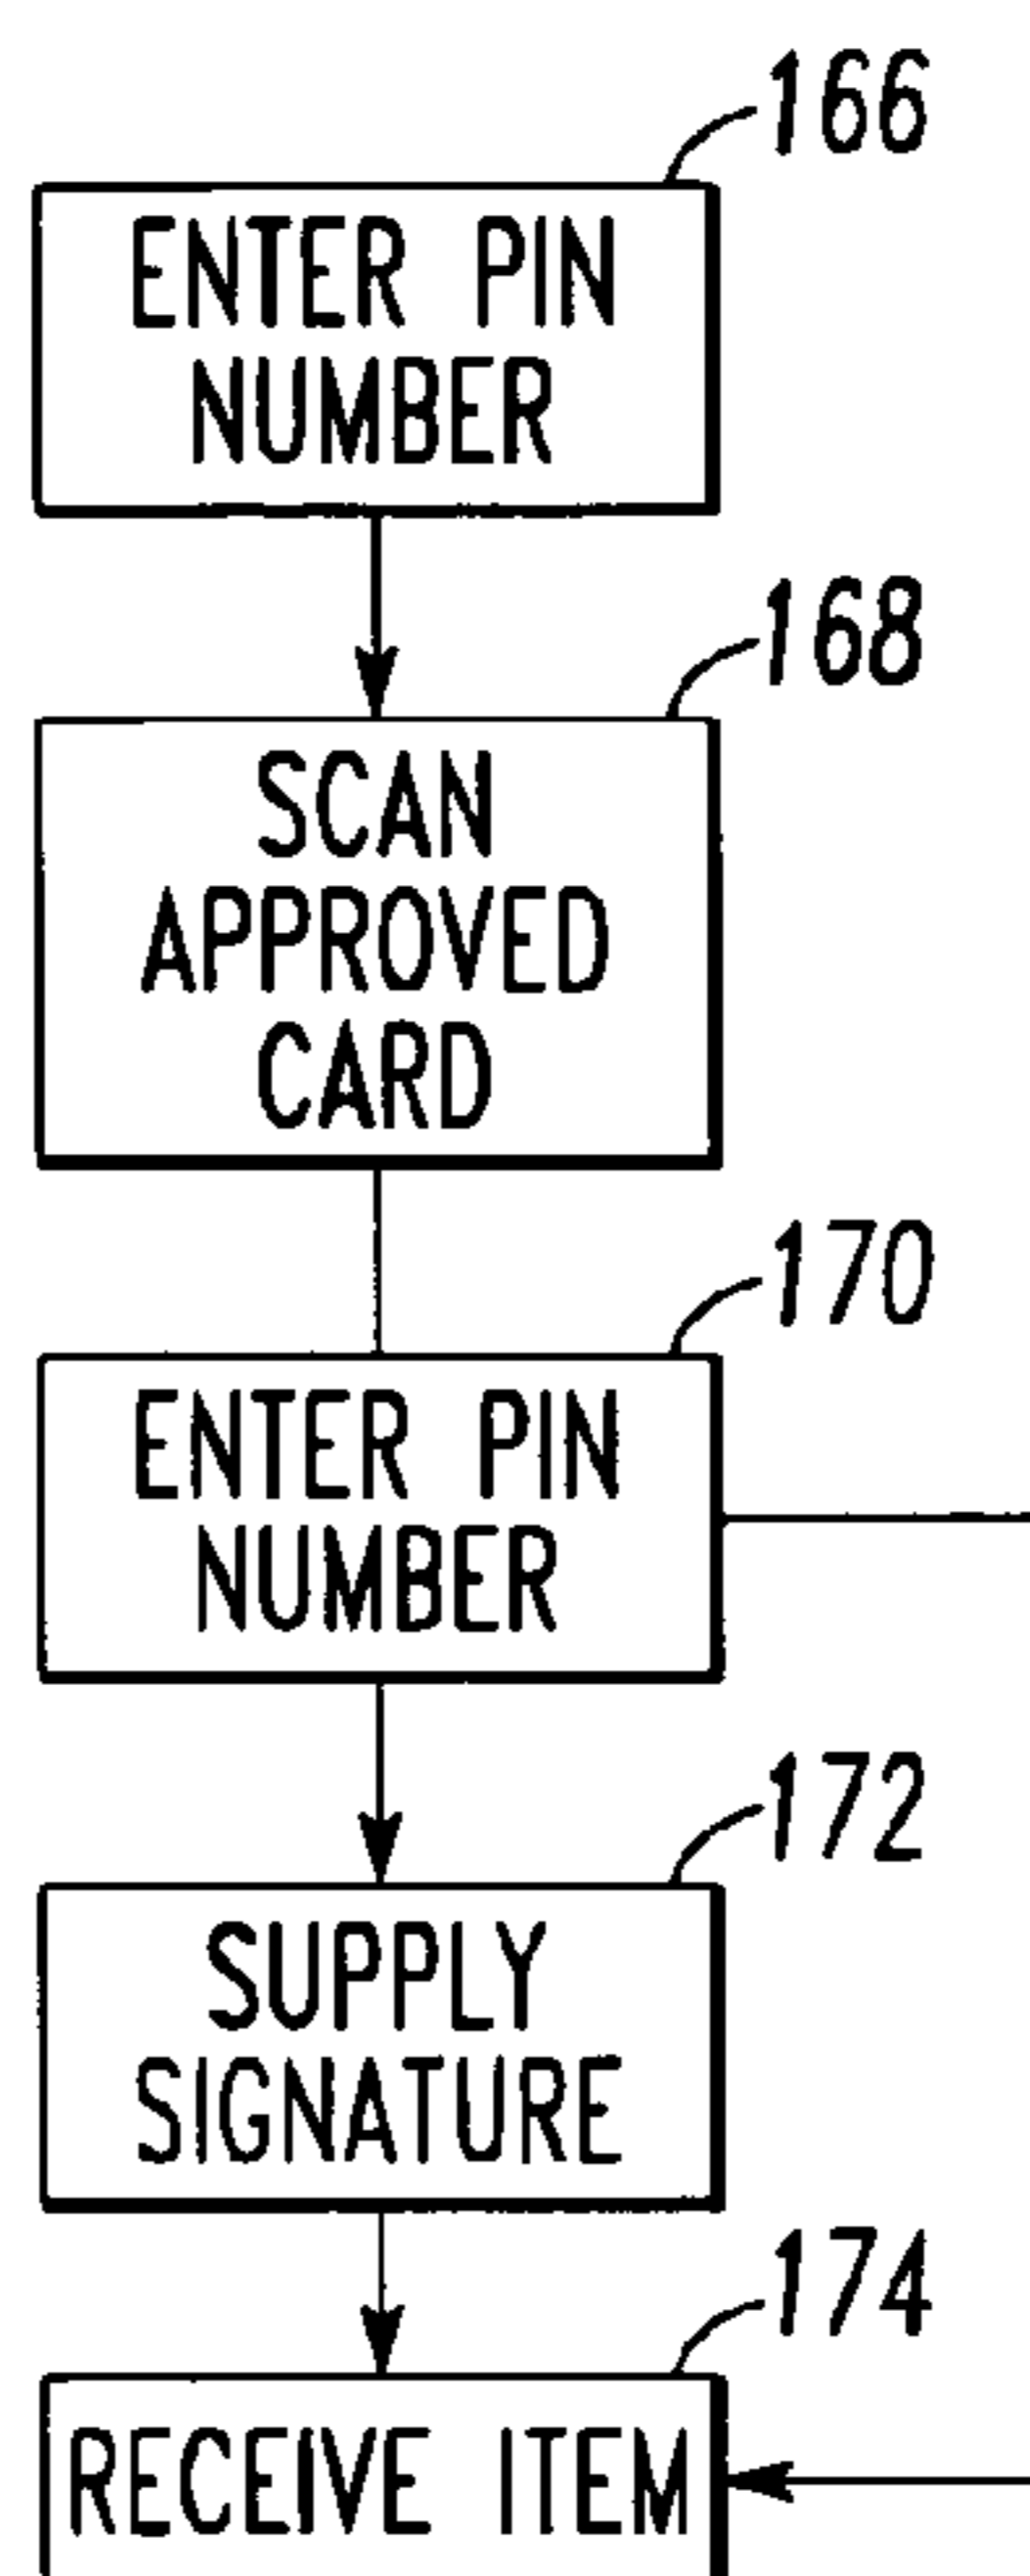 166
ENTER PIN
NUMBER
168
SCAN
APPROVED
CARD
170
ENTER PIN
NUMBER
172
SUPPLY
SIGNATURE
174
RECEIVE ITEM